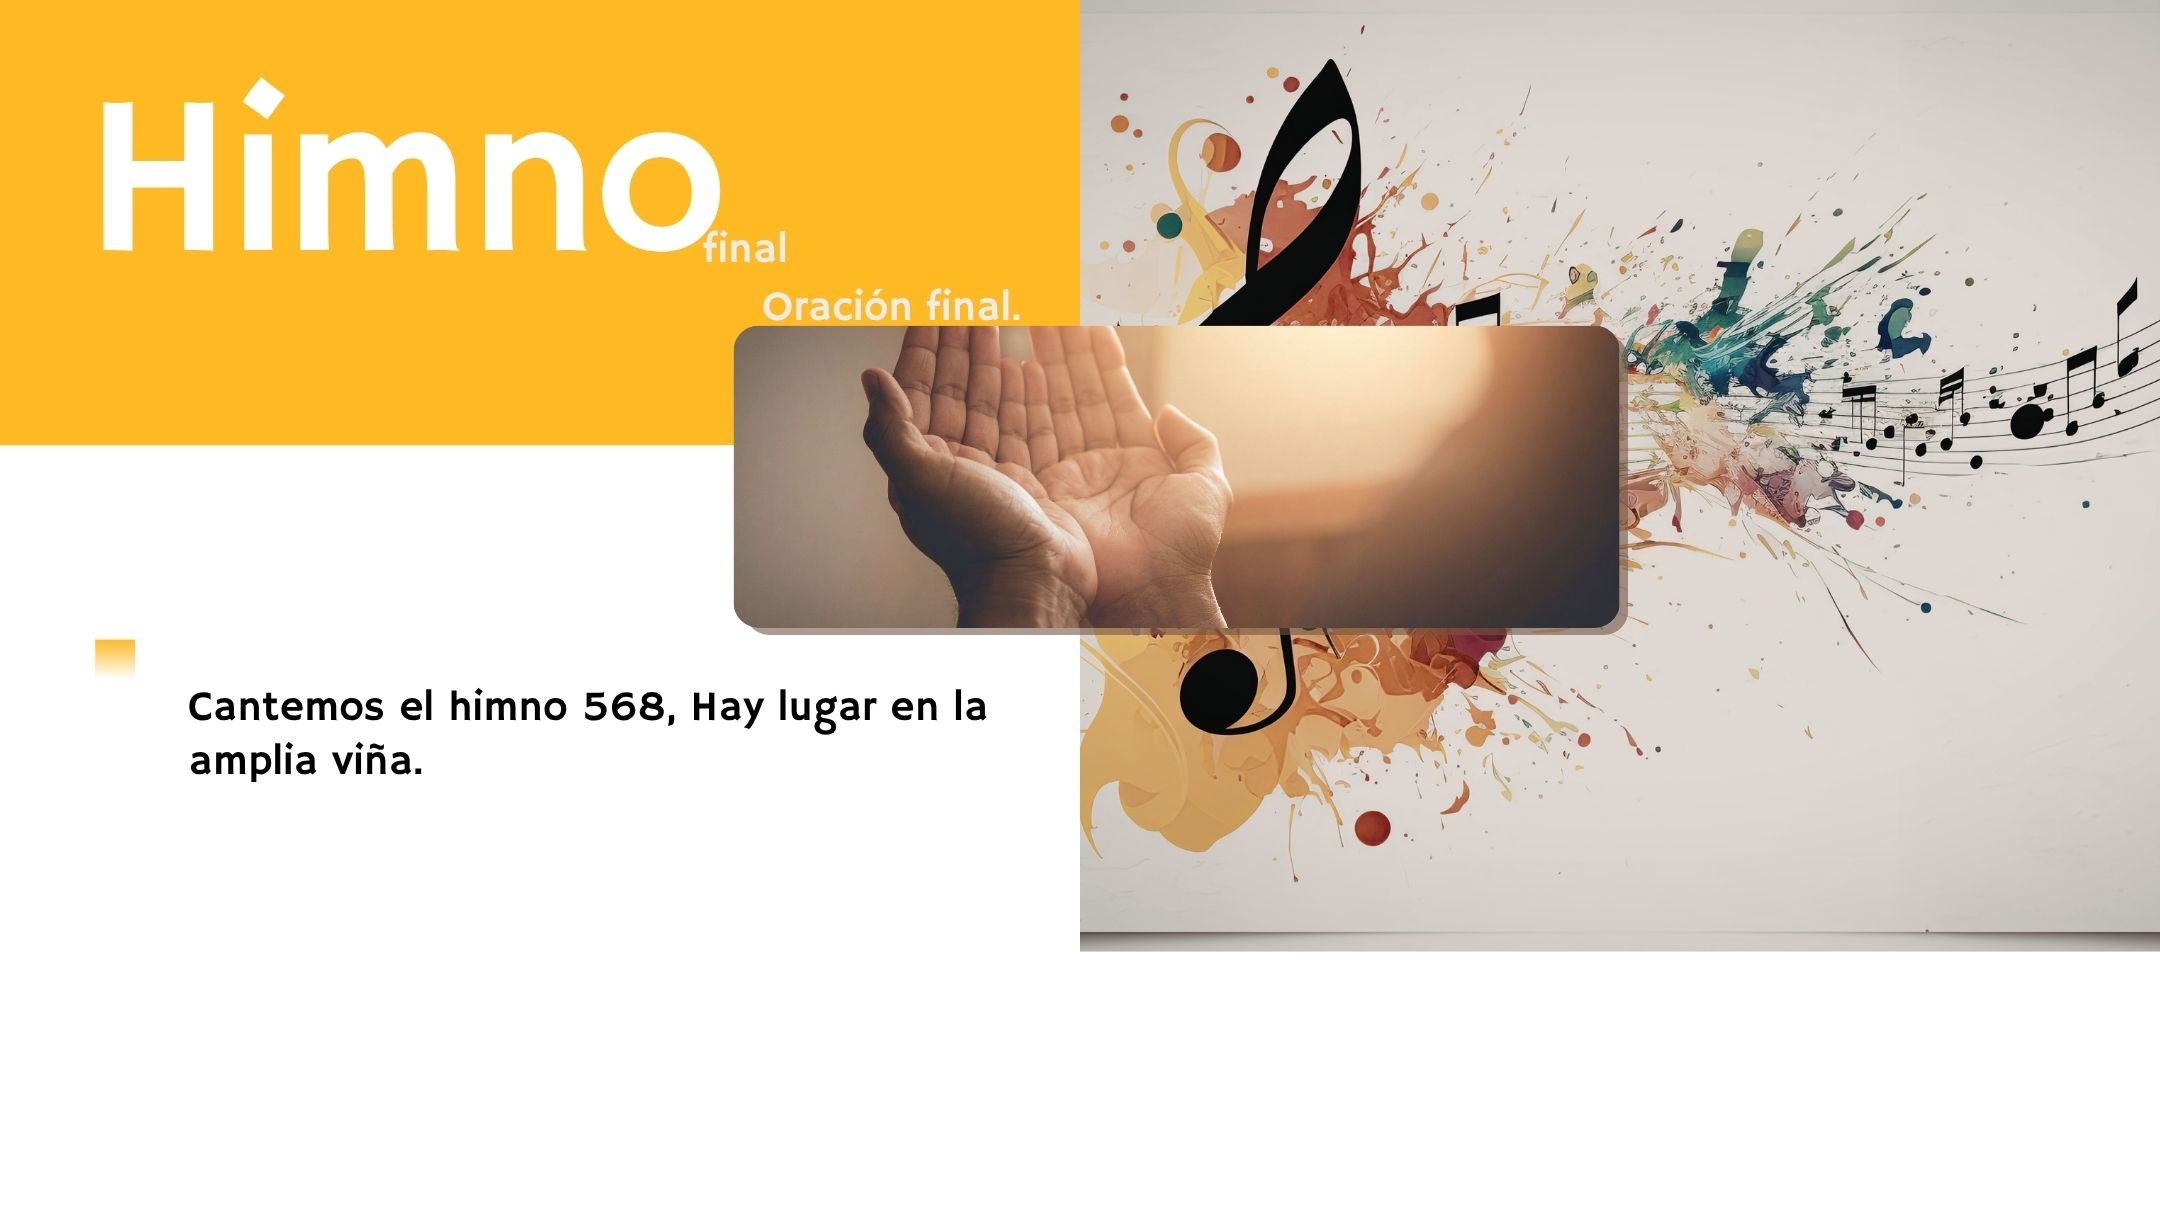 Himno
final
Oración final.
Cantemos el himno 568, Hay lugar en la
amplia viña.